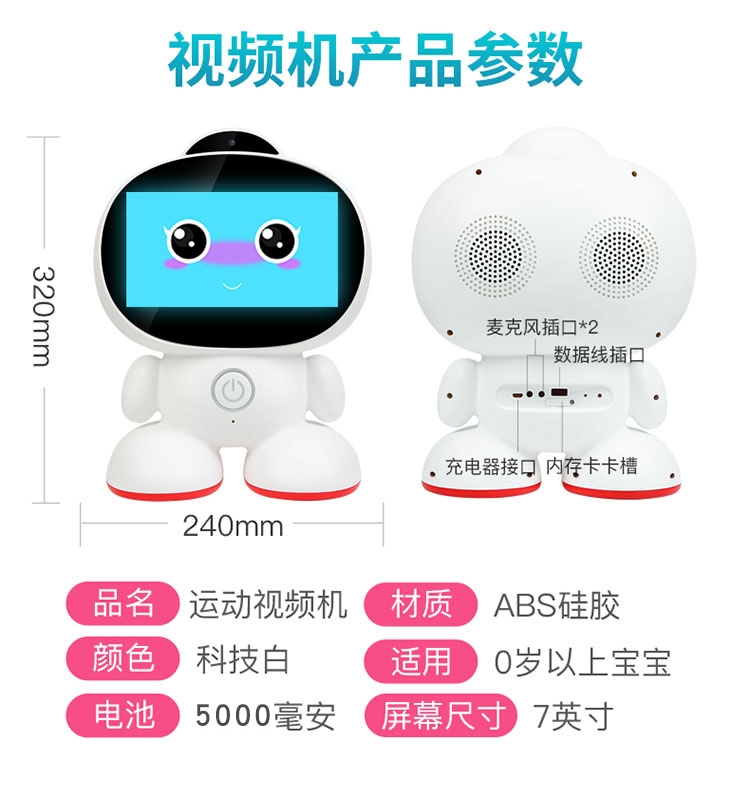 视频机产品参数
320mm
麦克风插口*2
数据线插口
充电器接口 内存卡卡槽
240mm
品名 运动视频机 材质 ABS硅胶
颜色 科技白 适用 0岁以上宝宝
电池 5000毫安 屏幕尺寸 7英寸